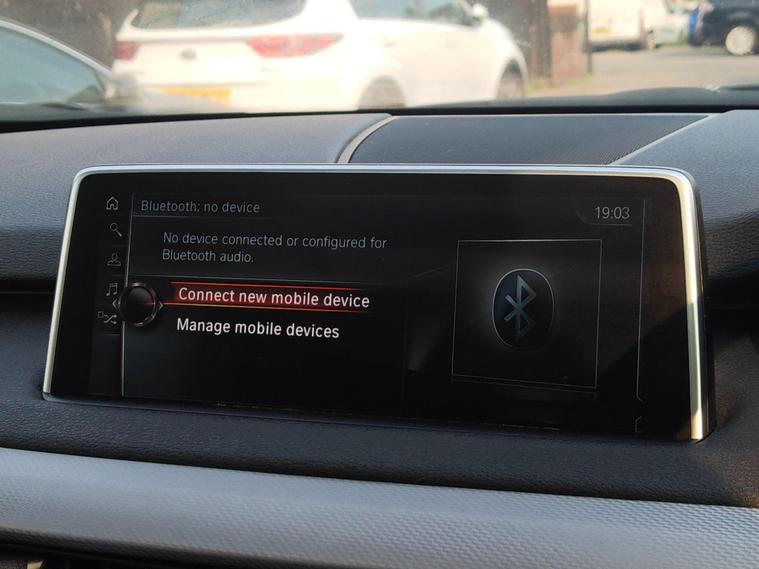 Bluetooth: no device
19:03
No device connected or configured for
Bluetooth audio.
Connect new mobile device
Manage mobile devices